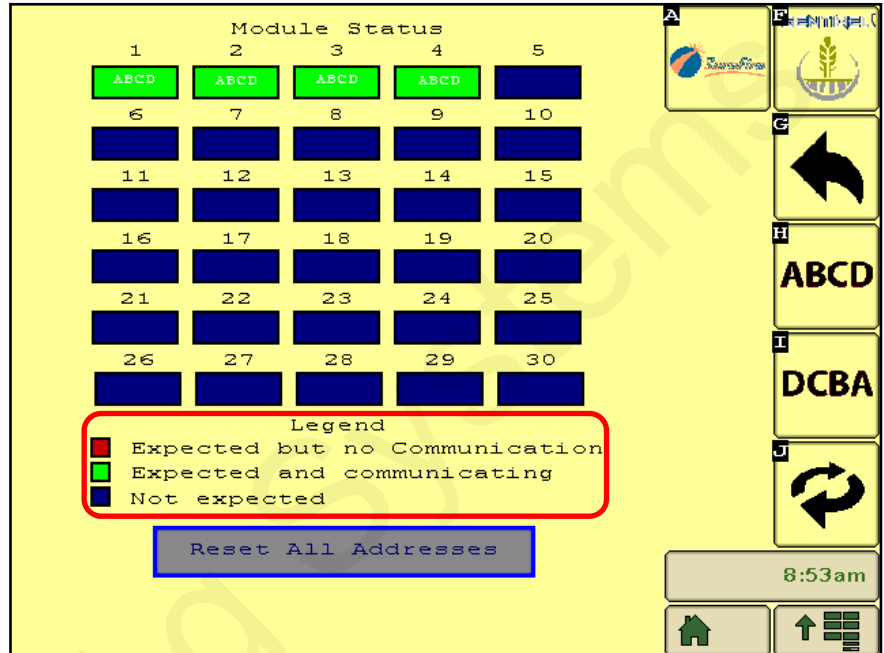 Module Status
1 2 3 4 5
ABCD ABCD ABCD ABCD
6 7 8 9 10
11 12 13 14 15
16 17 18 19 20
21 22 23 24 25
26 27 28 29 30
Legend
Expected but no Communication
Expected and communicating
Not expected
Reset All Addresses
A
SureFire
F
G
H
ABCD
I
DCBA
J
8:53am
g Systems